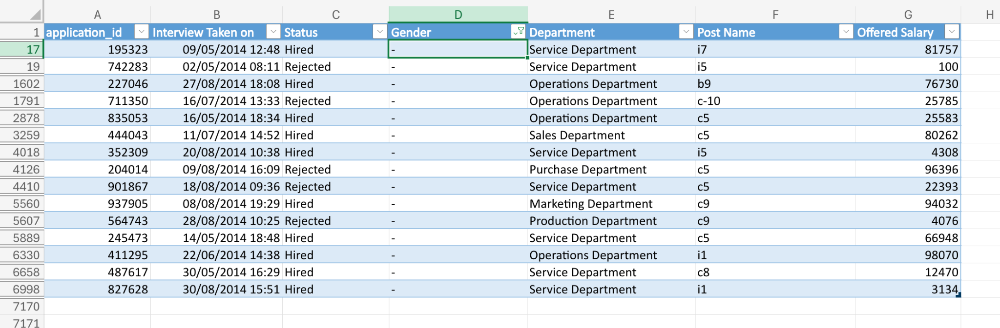 A B C D E F G H
1 application_id Interview Taken on Status Gender Department Post Name Offered Salary
17 195323 09/05/2014 12:48 Hired - Service Department i7 81757
19 742283 02/05/2014 08:11 Rejected - Service Department i5 100
1602 227046 27/08/2014 18:08 Hired - Operations Department b9 76730
1791 711350 16/07/2014 13:33 Rejected - Operations Department c-10 25785
2878 835053 16/05/2014 18:34 Hired - Operations Department c5 25583
3259 444043 11/07/2014 14:52 Hired - Sales Department c5 80262
4018 352309 20/08/2014 10:38 Hired - Service Department i5 4308
4126 204014 09/08/2014 16:09 Rejected - Purchase Department c5 96396
4410 901867 18/08/2014 09:36 Rejected - Service Department c5 22393
5560 937905 08/08/2014 19:29 Hired - Marketing Department c9 94032
5607 564743 28/08/2014 10:25 Rejected - Production Department c9 4076
5889 245473 14/05/2014 18:48 Hired - Service Department c5 66948
6330 411295 22/06/2014 14:38 Hired - Operations Department i1 98070
6658 487617 30/05/2014 16:29 Hired - Service Department c8 12470
6998 827628 30/08/2014 15:51 Hired - Service Department i1 3134
7170
7171